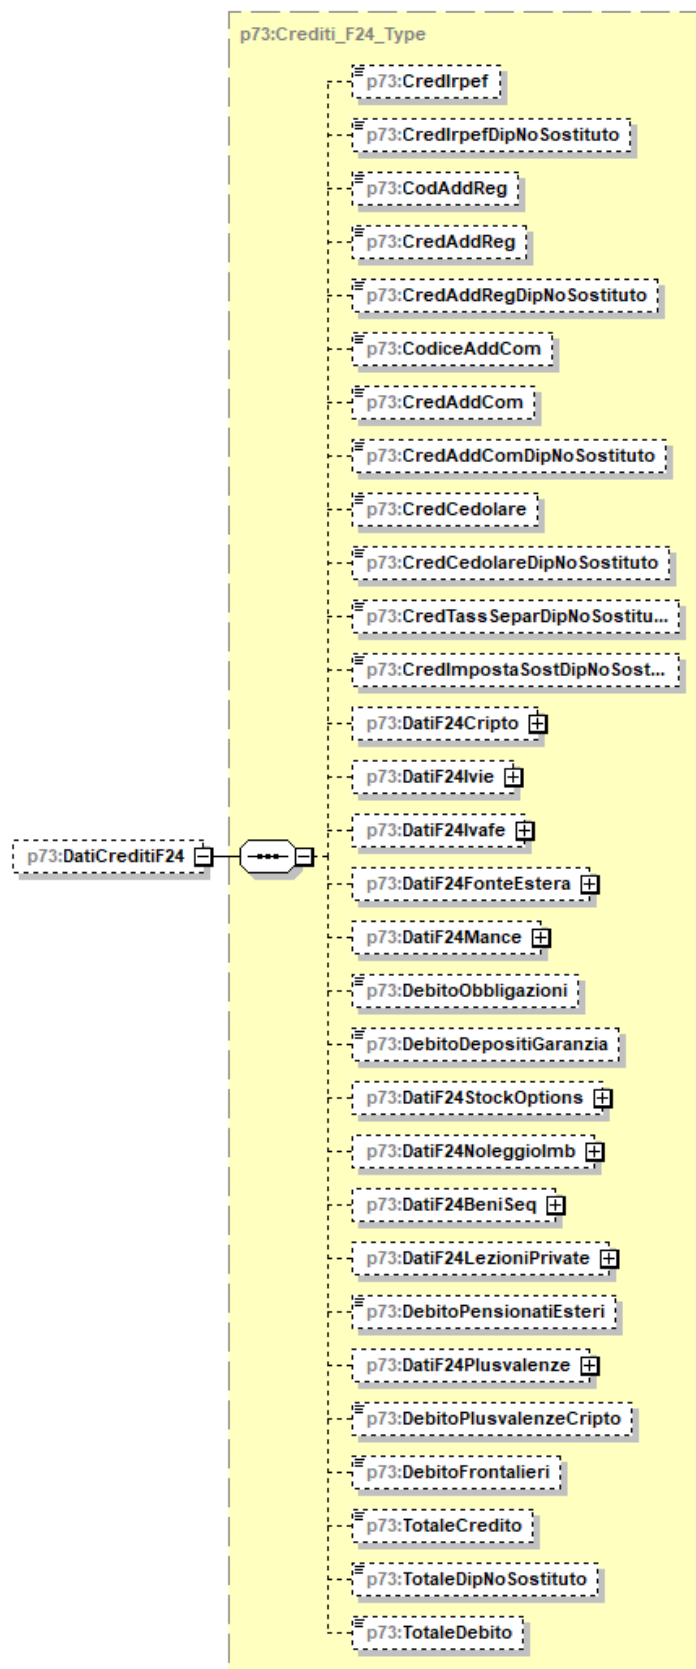 p73:Crediti_F24_Type
p73:CredIrpef
p73:CredIrpefDipNoSostituto
p73:CodAddReg
p73:CredAddReg
p73:CredAddRegDipNoSostituto
p73:CodiceAddCom
p73:CredAddCom
p73:CredAddComDipNoSostituto
p73:CredCedolare
p73:CredCedolareDipNoSostituto
p73:CredTassSeparDipNoSostitu...
p73:CredImpostaSostDipNoSost...
p73:DatiF24Cripto
p73:DatiF24Ivie
p73:DatiF24Ivafe
p73:DatiCreditiF24
p73:DatiF24FonteEstera
p73:DatiF24Mance
p73:DebitoObbligazioni
p73:DebitoDepositiGaranzia
p73:DatiF24StockOptions
p73:DatiF24NoleggioImb
p73:DatiF24BeniSeq
p73:DatiF24LezioniPrivate
p73:DebitoPensionatiEsteri
p73:DatiF24Plusvalenze
p73:DebitoPlusvalenzeCripto
p73:DebitoFrontalieri
p73:TotaleCredito
p73:TotaleDipNoSostituto
p73:TotaleDebito